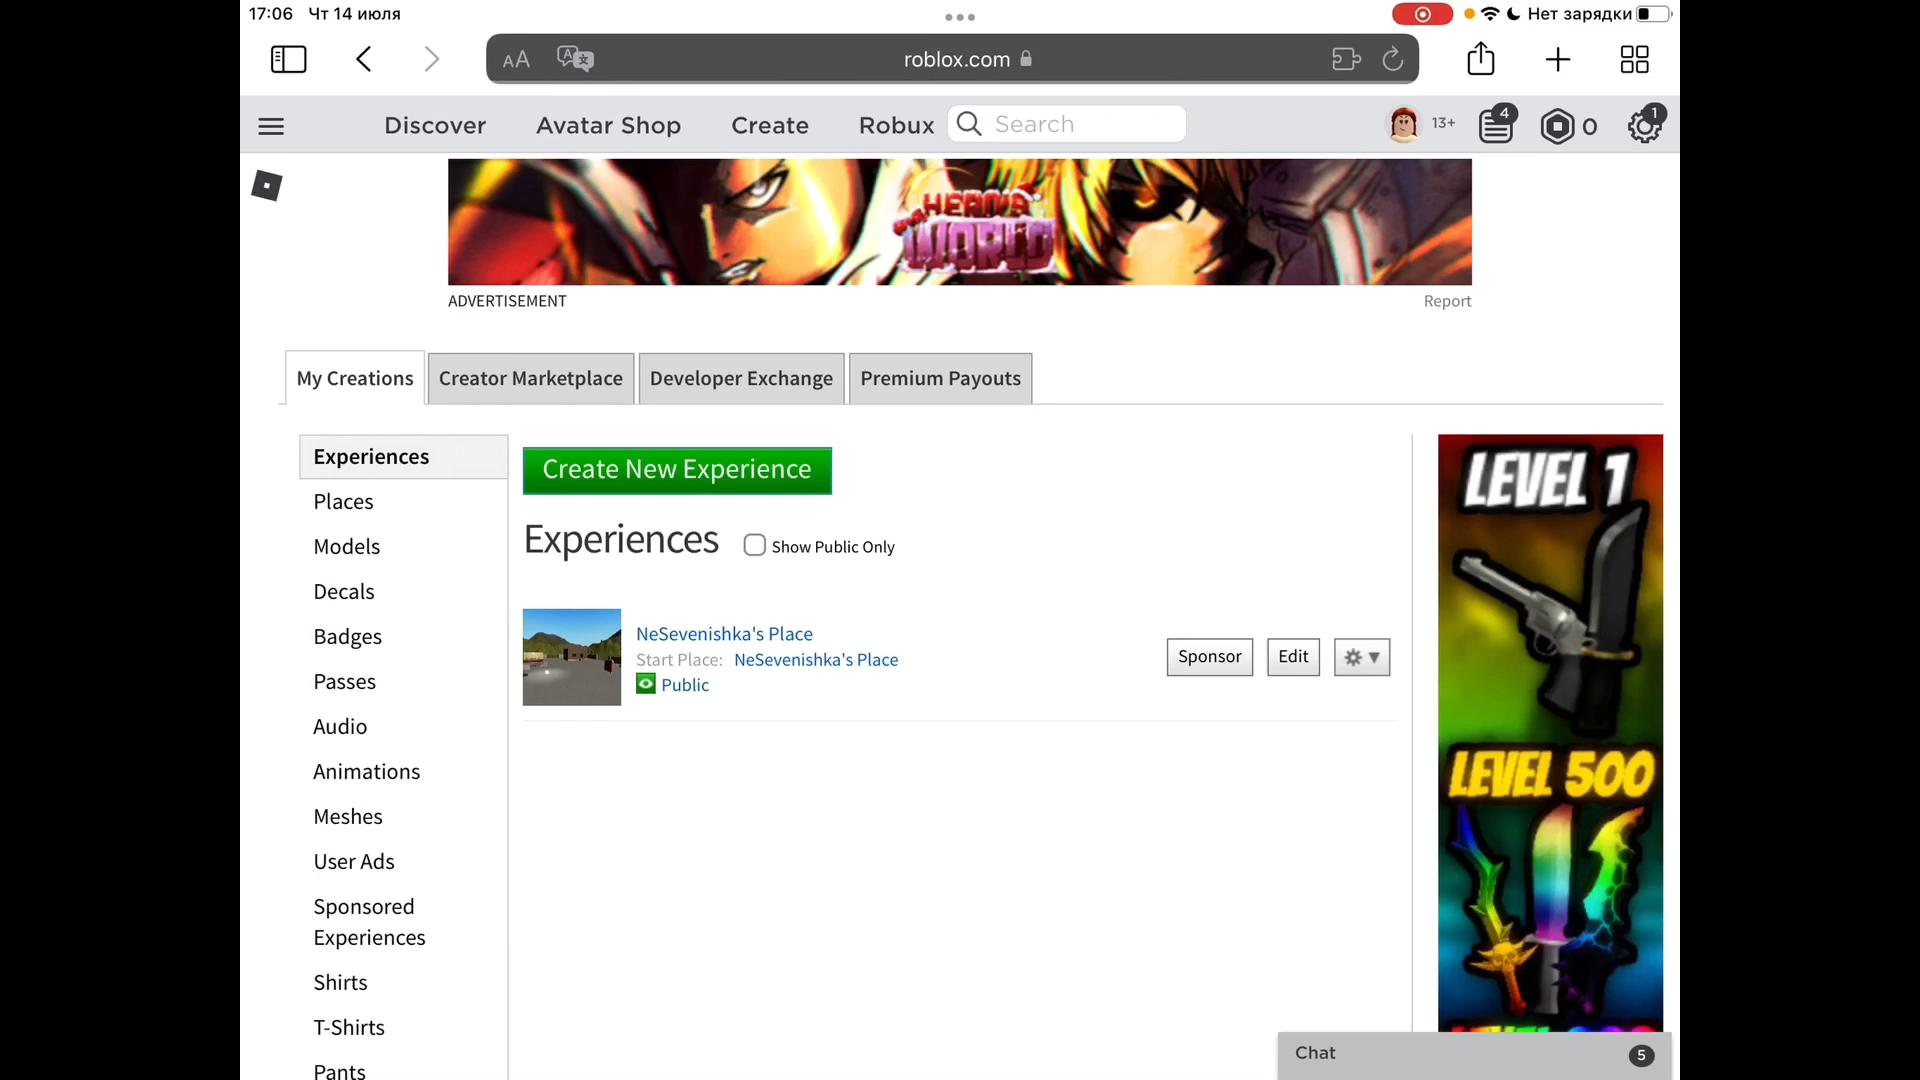 17:06 Чт 14 июля
Нет зарядки
AA
roblox.com
Discover Avatar Shop Create Robux Search 13+ 4 0 1
HERO'S
WORLD
ADVERTISEMENT Report
My Creations Creator Marketplace Developer Exchange Premium Payouts
Experiences
Places
Models
Decals
Badges
Passes
Audio
Animations
Meshes
User Ads
Sponsored
Experiences
Shirts
T-Shirts
Pants
Create New Experience
Experiences Show Public Only
NeSevenishka's Place
Start Place: NeSevenishka's Place
Public
Sponsor Edit
LEVEL 1
LEVEL 500
Chat 5